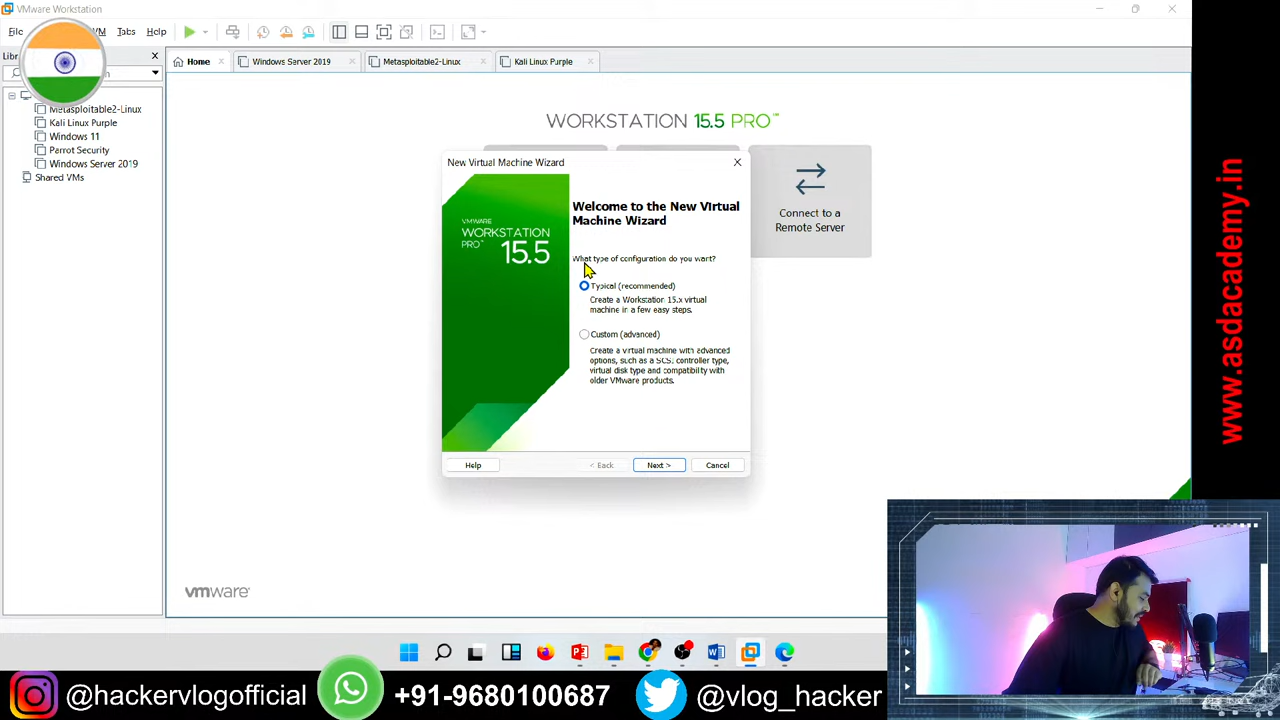 VMware Workstation
File
VM
Tabs
Help
Home
Windows Server 2019
Metasploitable2-Linux
Kali Linux Purple
Metasploitable2-Linux
Kali Linux Purple
Windows 11
Parrot Security
Windows Server 2019
Shared VMs
WORKSTATION 15.5 PRO™
Connect to a
Remote Server
New Virtual Machine Wizard
VMWARE
WORKSTATION
PRO™ 15.5
Welcome to the New Virtual
Machine Wizard
What type of configuration do you want?
Typical (recommended)
Create a Workstation 15.x virtual
machine in a few easy steps.
Custom (advanced)
Create a virtual machine with advanced
options, such as a SCSI controller type,
virtual disk type and compatibility with
older VMware products.
Help
< Back
Next >
Cancel
vmware
www.asdacademy.in
@hackervlogofficial
+91-9680100687
@vlog_hacker